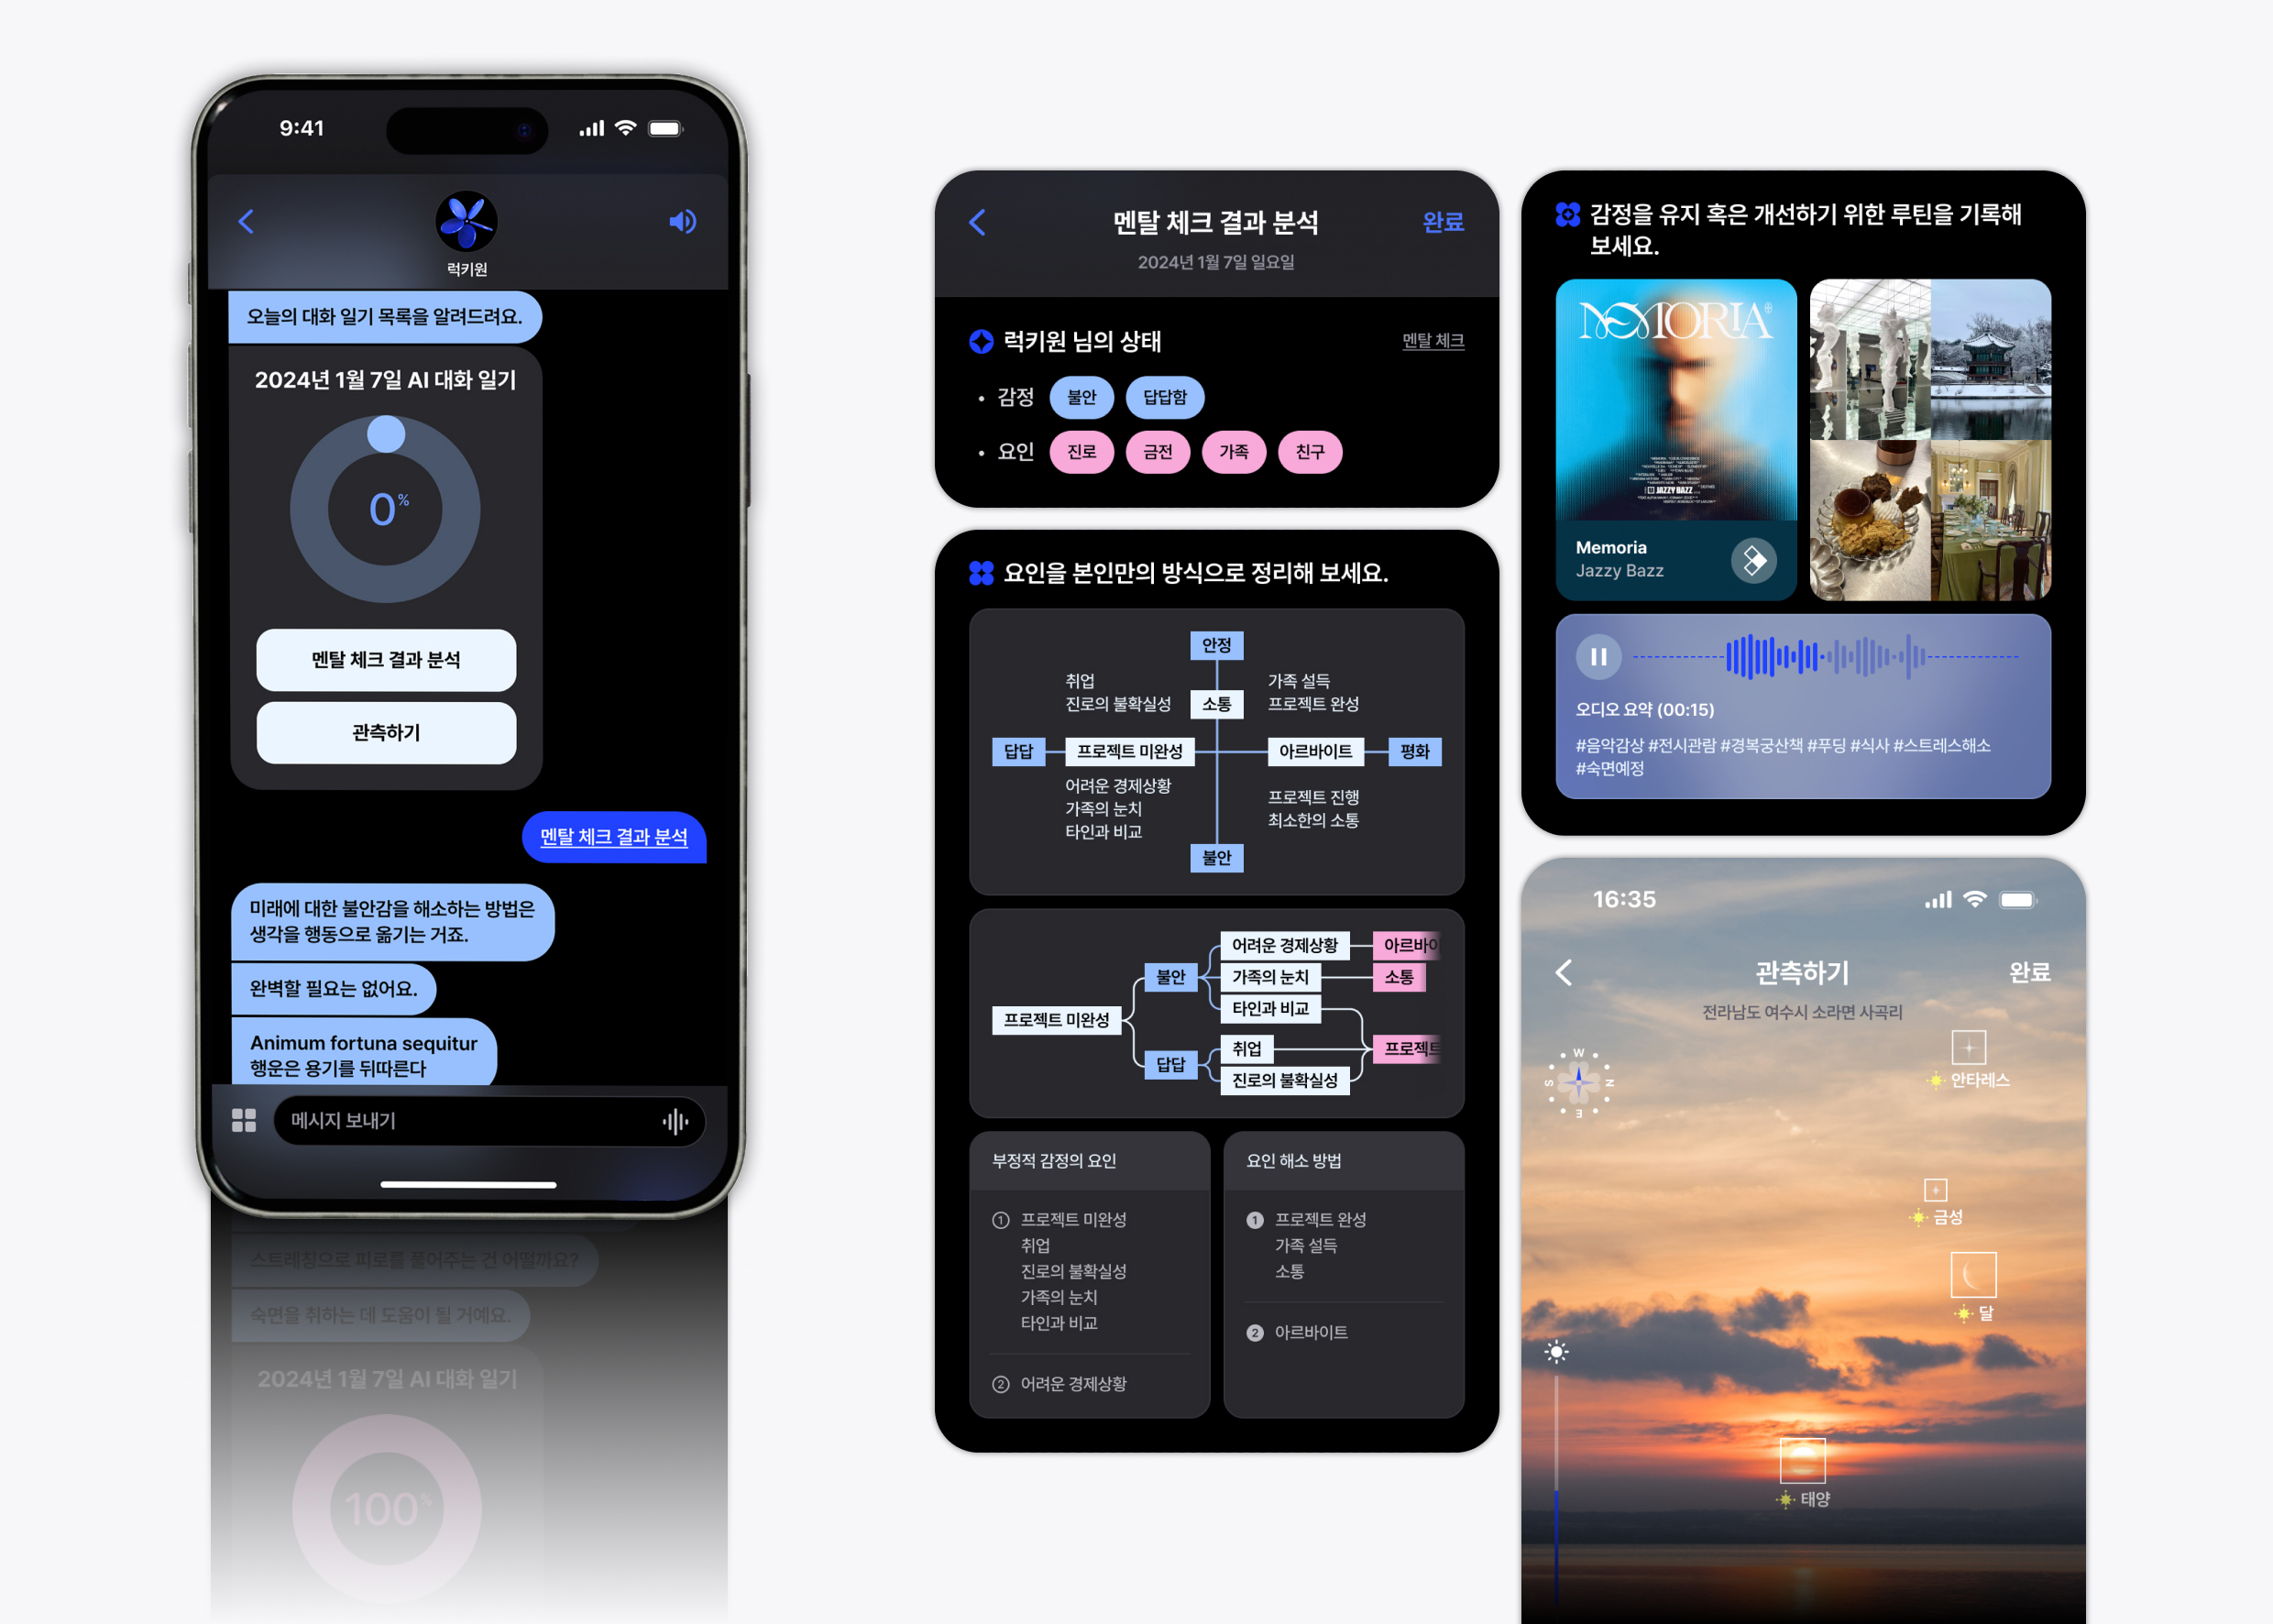 9:41
럭키원
오늘의 대화 일기 목록을 알려드려요.
2024년 1월 7일 AI 대화 일기
0%
멘탈 체크 결과 분석
관측하기
멘탈 체크 결과 분석
미래에 대한 불안감을 해소하는 방법은
생각을 행동으로 옮기는 거죠.
완벽할 필요는 없어요.
Animum fortuna sequitur
행운은 용기를 뒤따른다
메시지 보내기
스트레칭으로 피로를 풀어주는 건 어떨까요?
숙면을 취하는 데 도움이 될 거예요.
2024년 1월 7일 AI 대화 일기
100%
멘탈 체크 결과 분석
완료
2024년 1월 7일 일요일
럭키원 님의 상태
멘탈 체크
• 감정 불안 답답함
• 요인 진로 금전 가족 친구
요인을 본인만의 방식으로 정리해 보세요.
안정
취업
진로의 불확실성
소통
가족 설득
프로젝트 완성
답답
프로젝트 미완성
아르바이트
평화
어려운 경제상황
가족의 눈치
타인과 비교
프로젝트 진행
최소한의 소통
불안
프로젝트 미완성
불안
어려운 경제상황
아르바이
가족의 눈치
소통
타인과 비교
답답
취업
프로젝트
진로의 불확실성
부정적 감정의 요인
1 프로젝트 미완성
취업
진로의 불확실성
가족의 눈치
타인과 비교
2 어려운 경제상황
요인 해소 방법
1 프로젝트 완성
가족 설득
소통
2 아르바이트
감정을 유지 혹은 개선하기 위한 루틴을 기록해
보세요.
MEMORIA
JAZZY BAZZ
Memoria
Jazzy Bazz
오디오 요약 (00:15)
#음악감상 #전시관람 #경복궁산책 #푸딩 #식사 #스트레스해소
#숙면예정
16:35
관측하기
완료
전라남도 여수시 소라면 사곡리
W
S
N
E
안타레스
금성
달
태양